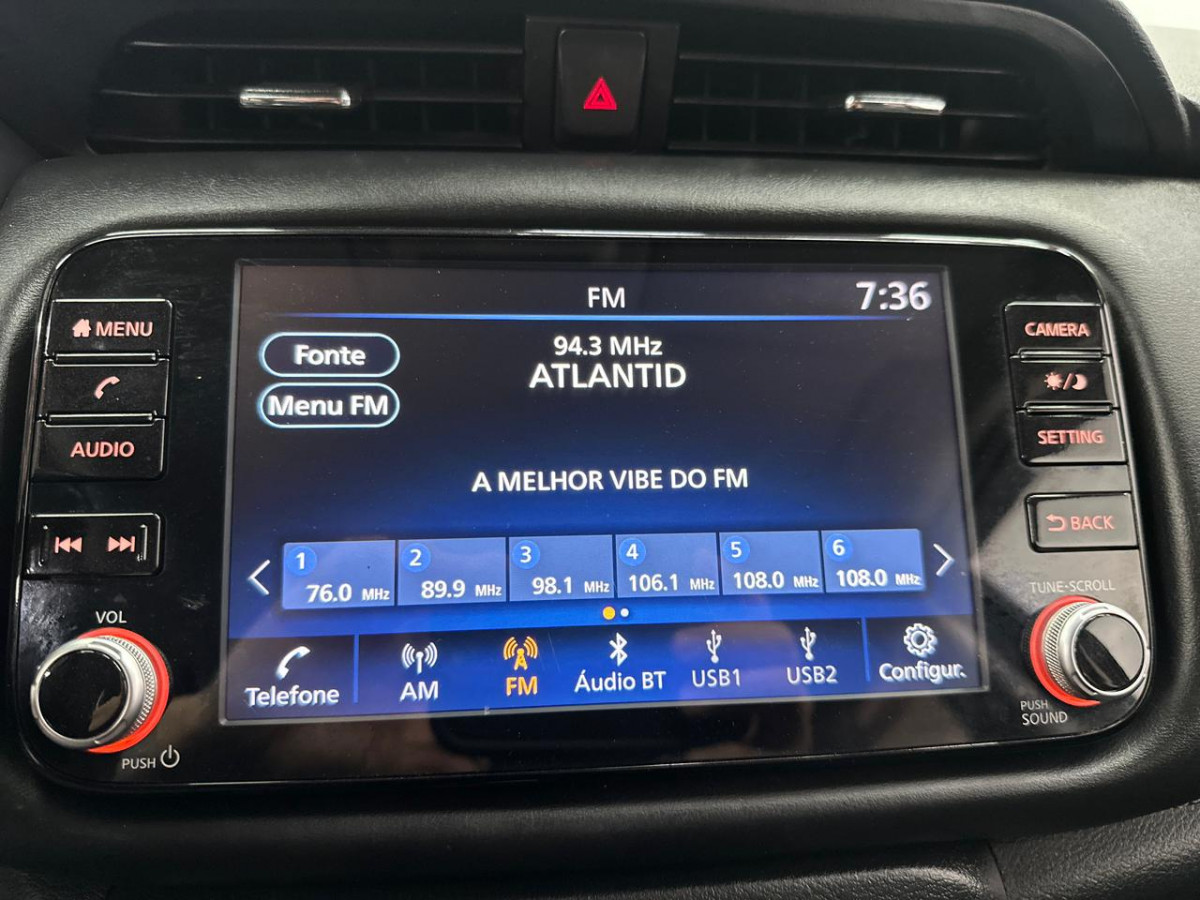 MENU
AUDIO
VOL
PUSH
FM
7:36
Fonte
Menu FM
94.3 MHz
ATLANTID
A MELHOR VIBE DO FM
1 76.0 MHz
2 89.9 MHz
3 98.1 MHz
4 106.1 MHz
5 108.0 MHz
6 108.0 MHz
Telefone
AM
FM
Áudio BT
USB1
USB2
Configur.
CAMERA
SETTING
BACK
TUNE-SCROLL
PUSH
SOUND